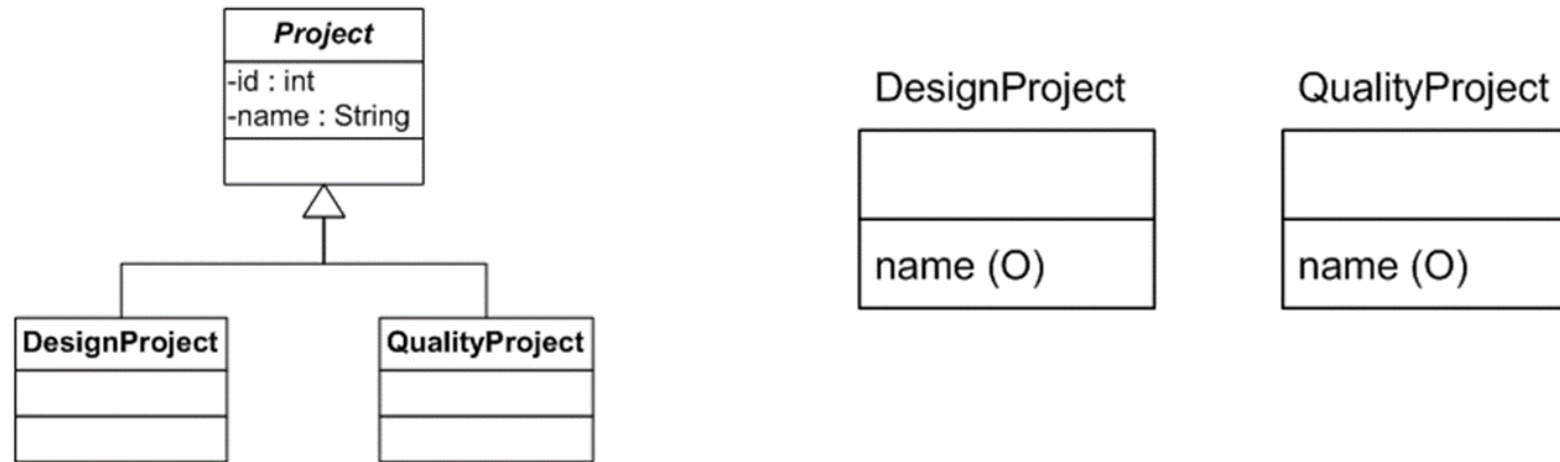 Project
-id : int
-name : String
DesignProject
QualityProject
DesignProject
name (O)
QualityProject
name (O)